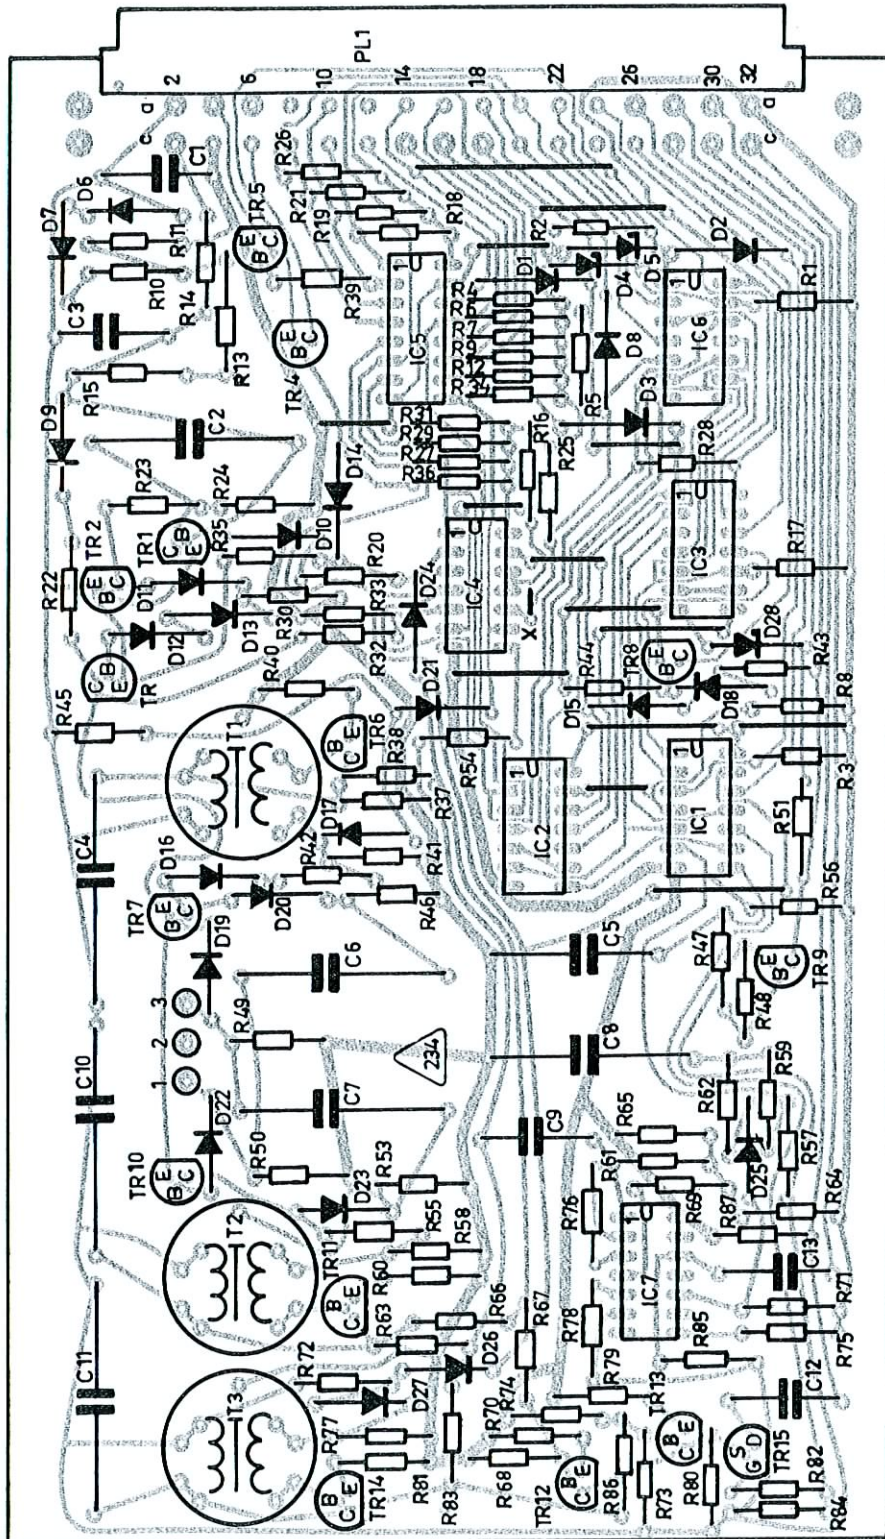 PL1
2
6
10
14
18
22
26
30
32
a
c
a
c
C1
D6
D7
R11
R10
R14
R13
C3
R15
D9
C2
TR5
E
B
C
R26
R21
R19
R18
R39
TR4
E
B
C
IC5
1
R2
D1
D4
D5
D2
IC6
1
R1
D8
R5
D3
R16
R25
R28
R31
R29
R27
R36
D14
R23
R24
TR2
E
B
C
TR1
C
B
E
R35
D10
R22
D11
D12
D13
R30
R20
R33
R32
D24
IC4
1
X
IC3
1
R17
TR
C
B
E
R45
R40
T1
TR6
B
C
E
D21
R54
R38
R37
D17
R44
TR8
E
B
C
D15
D18
D28
R43
R8
R3
IC2
1
IC1
1
R51
R56
C4
D16
D20
R42
R41
R46
TR7
E
B
C
D19
C6
C5
R47
R48
TR9
E
B
C
3
2
1
R49
234
C8
C10
C7
D22
R50
C9
R65
R61
R62
R59
D25
R57
TR10
E
B
C
D23
R53
R55
R58
T2
TR11
B
C
E
R60
R63
R76
R69
R87
R64
IC7
1
C13
R71
R75
R78
R66
R67
C11
R72
T3
D26
D27
R77
TR14
B
C
E
R81
R83
R74
R70
R68
R79
TR13
B
C
E
R85
C12
TR12
B
C
E
R86
R73
R80
TR15
S
G
D
R82
R84